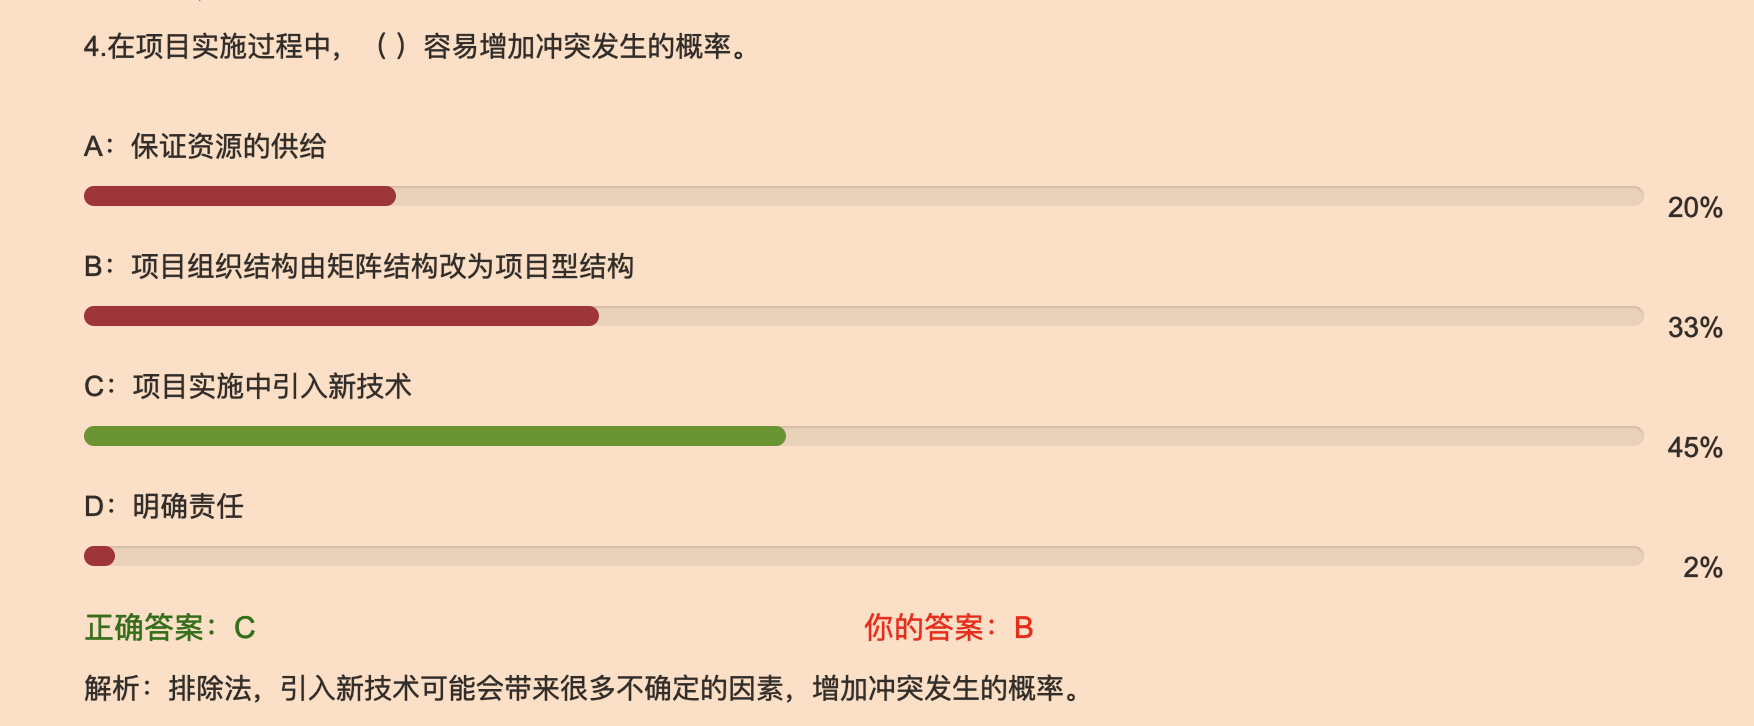 4.在项目实施过程中，（ ）容易增加冲突发生的概率。
A：保证资源的供给
20%
B：项目组织结构由矩阵结构改为项目型结构
33%
C：项目实施中引入新技术
45%
D：明确责任
2%
正确答案：C 你的答案：B
解析：排除法，引入新技术可能会带来很多不确定的因素，增加冲突发生的概率。